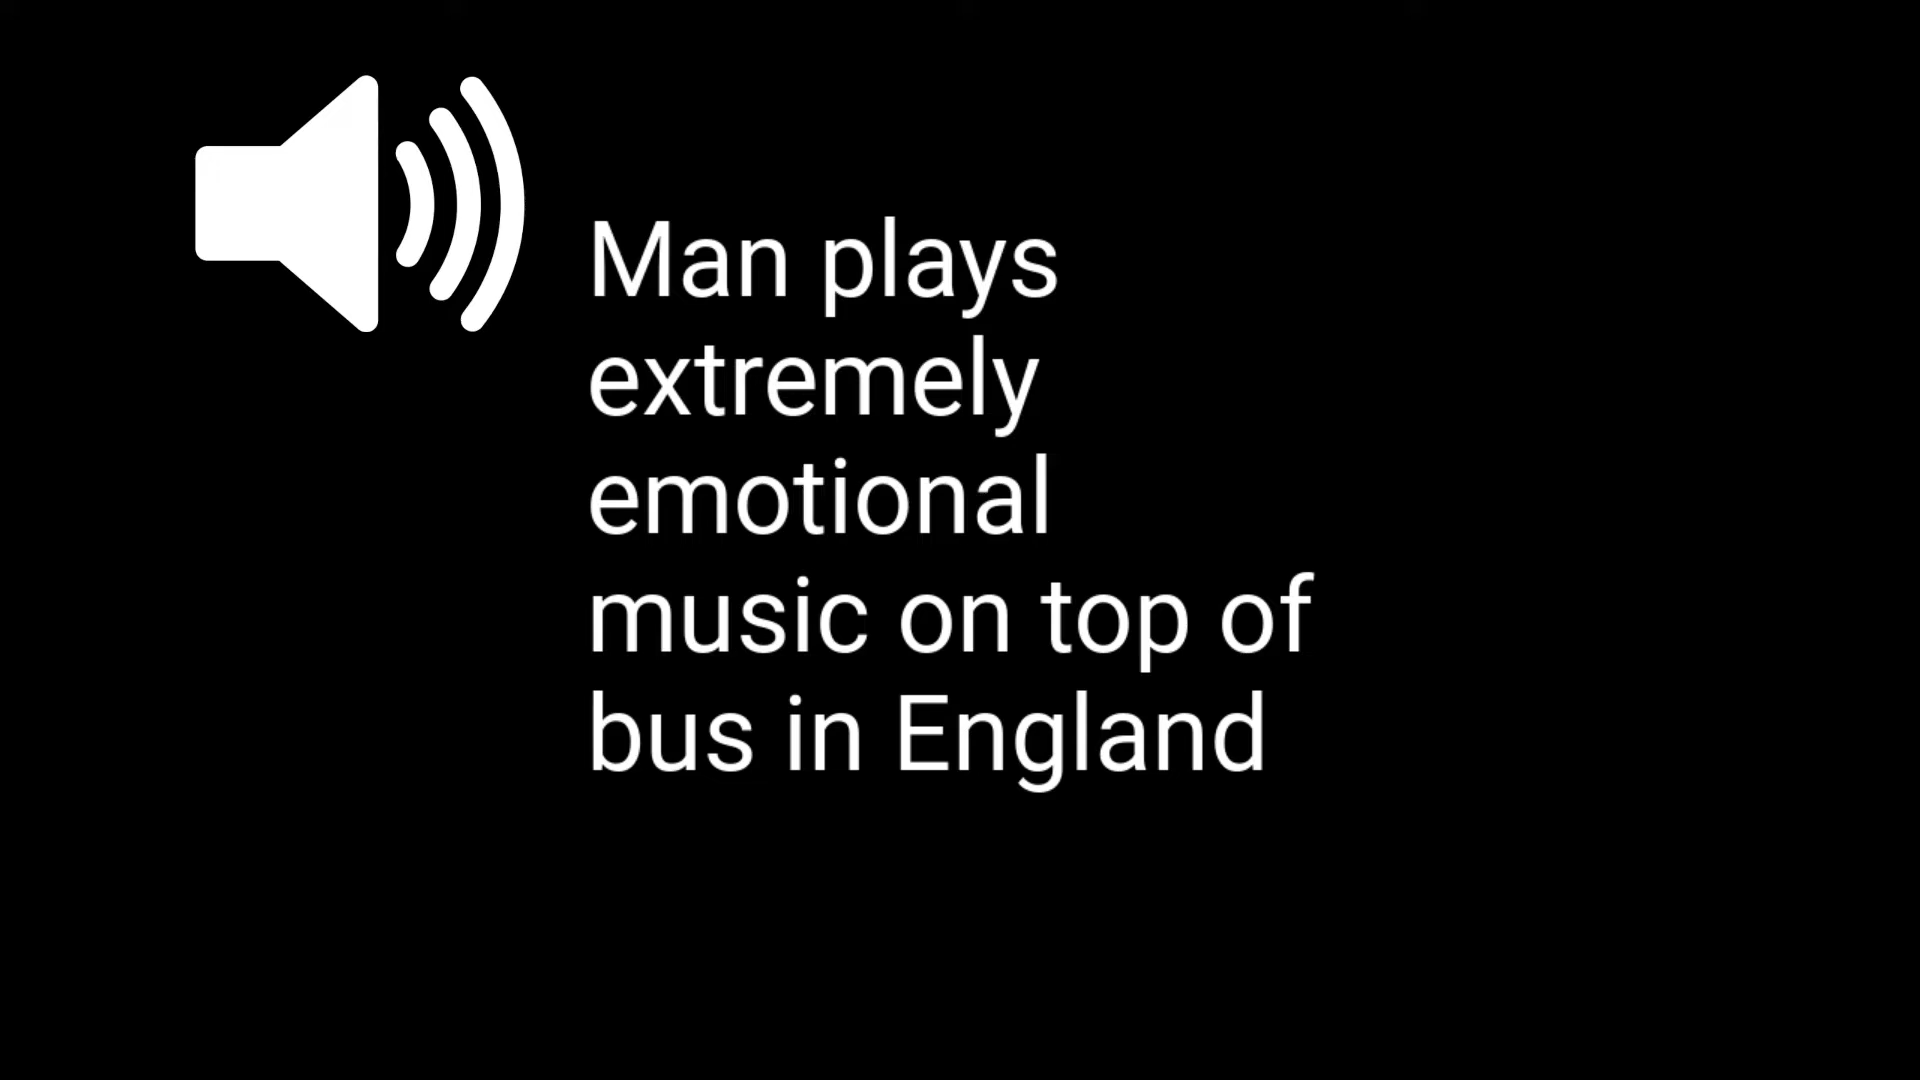 Man plays
extremely
emotional
music on top of
bus in England